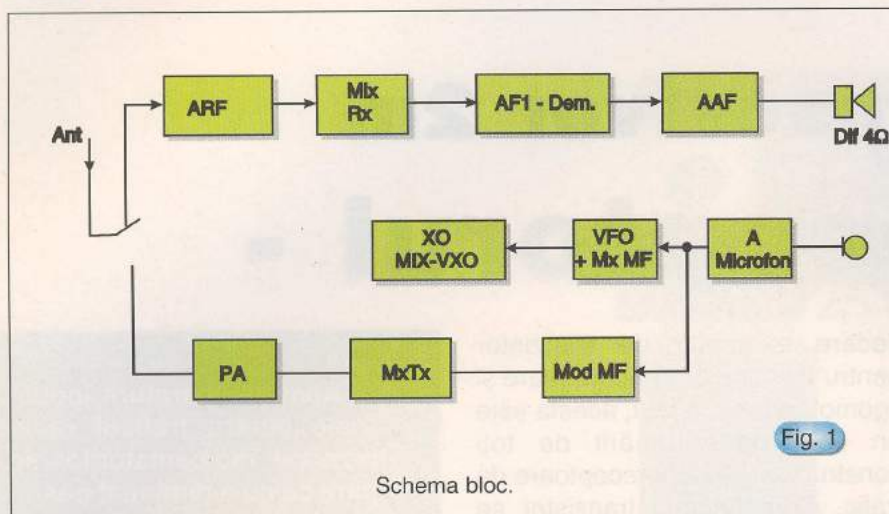 Ant
ARF
Mix
Rx
AF1 - Dem.
AAF
Dif 4Ω
XO
MIX-VXO
VFO
+ Mx MF
A
Microfon
PA
MxTx
Mod MF
Fig. 1
Schema bloc.